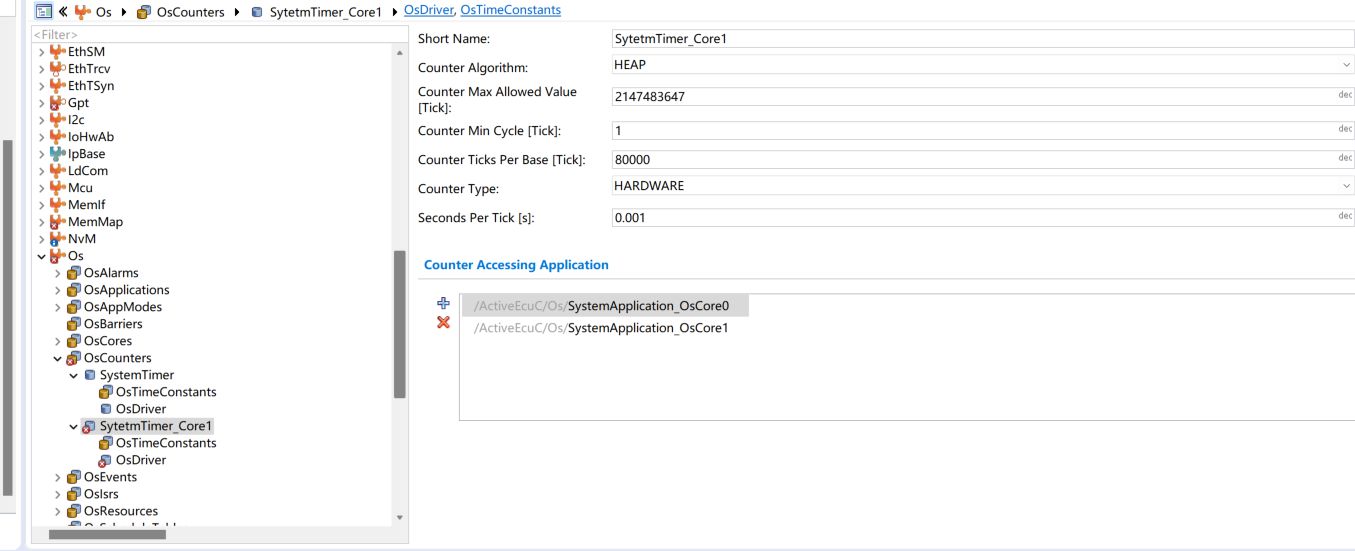 Os OsCounters SytetmTimer_Core1 OsDriver, OsTimeConstants
<Filter>
EthSM
EthTrcv
EthTSyn
Gpt
I2c
IoHwAb
IpBase
LdCom
Mcu
MemIf
MemMap
NvM
Os
OsAlarms
OsApplications
OsAppModes
OsBarriers
OsCores
OsCounters
SystemTimer
OsTimeConstants
OsDriver
SytetmTimer_Core1
OsTimeConstants
OsDriver
OsEvents
OsIsrs
OsResources
Short Name: SytetmTimer_Core1
Counter Algorithm: HEAP
Counter Max Allowed Value
[Tick]: 2147483647 dec
Counter Min Cycle [Tick]: 1 dec
Counter Ticks Per Base [Tick]: 80000 dec
Counter Type: HARDWARE
Seconds Per Tick [s]: 0.001 dec
Counter Accessing Application
/ActiveEcuC/Os/SystemApplication_OsCore0
/ActiveEcuC/Os/SystemApplication_OsCore1